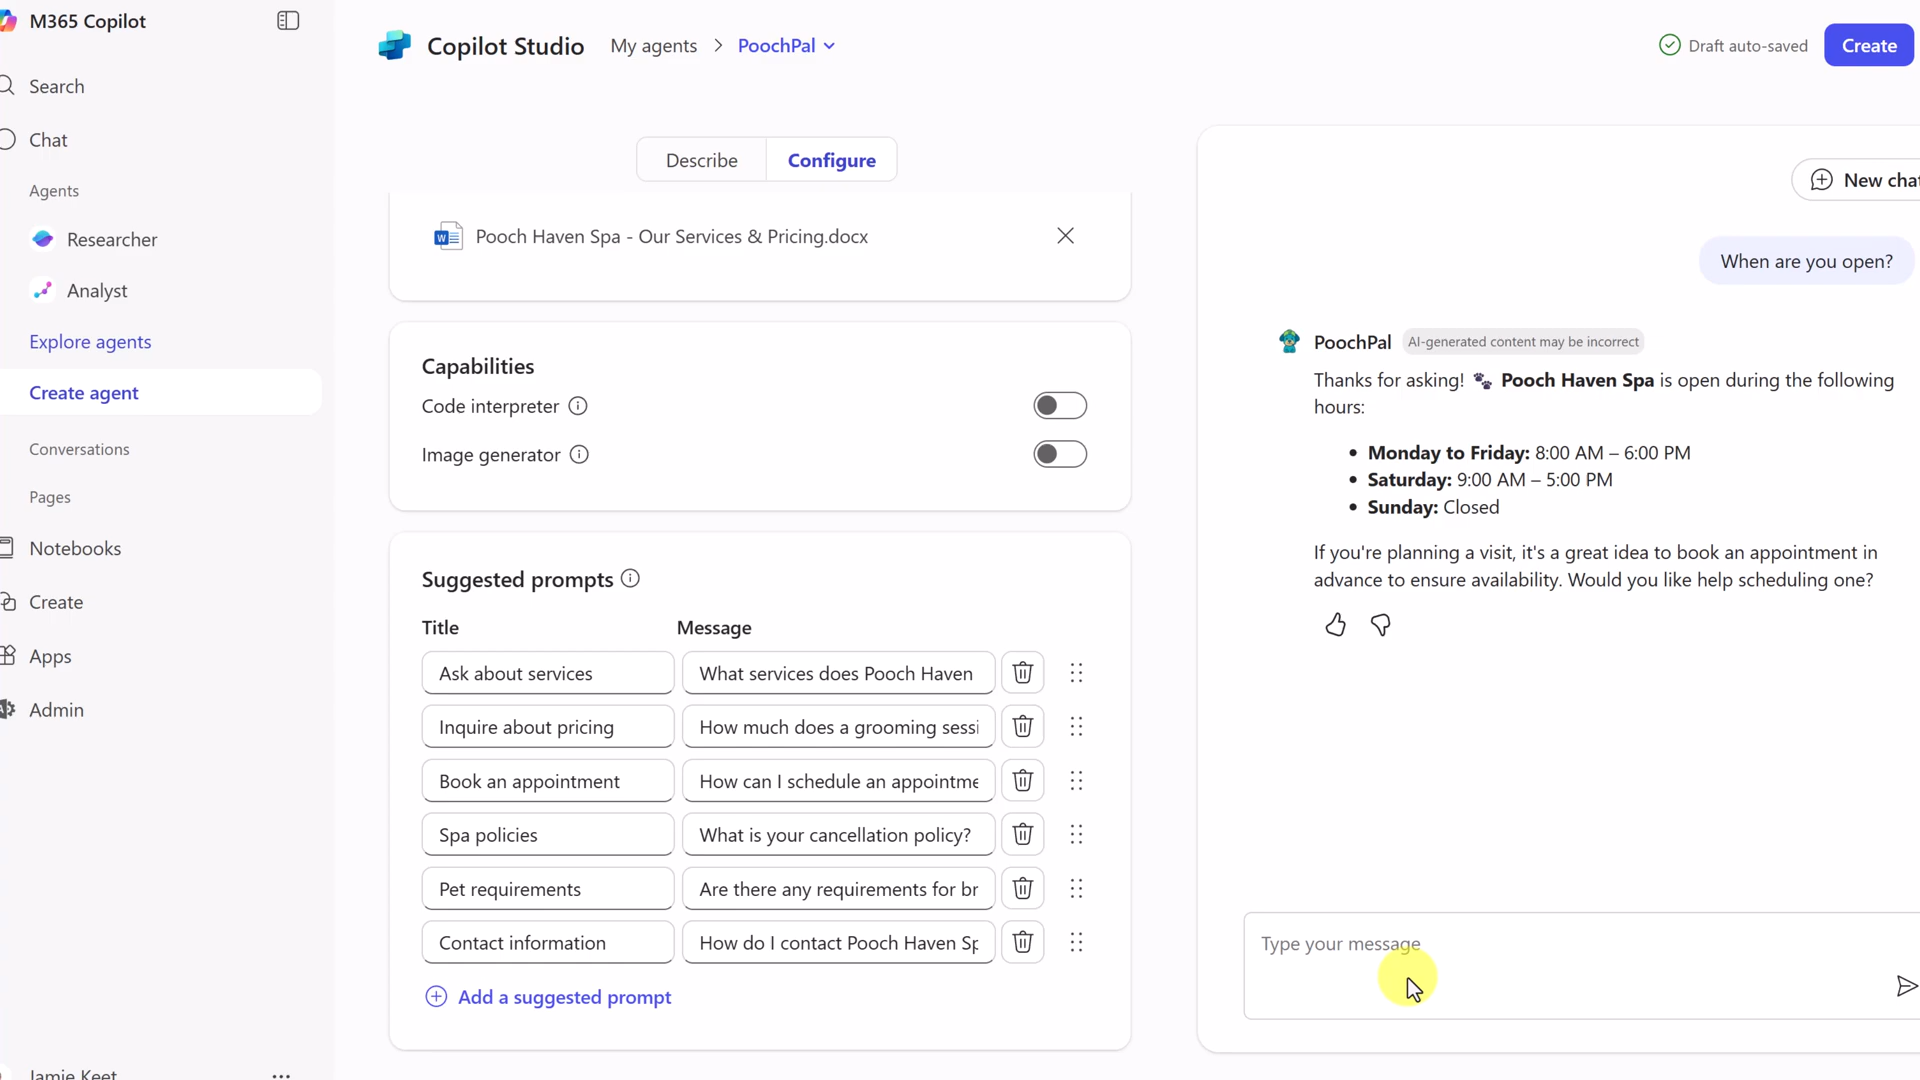 M365 Copilot
Search
Chat
Agents
Researcher
Analyst
Explore agents
Create agent
Conversations
Pages
Notebooks
Create
Apps
Admin
Jamie Keet
Copilot Studio
My agents
PoochPal
Draft auto-saved
Create
Describe
Configure
Pooch Haven Spa - Our Services & Pricing.docx
Capabilities
Code interpreter
Image generator
Suggested prompts
Title Message
Ask about services What services does Pooch Haven
Inquire about pricing How much does a grooming sessi
Book an appointment How can I schedule an appointme
Spa policies What is your cancellation policy?
Pet requirements Are there any requirements for br
Contact information How do I contact Pooch Haven Sp
Add a suggested prompt
New chat
When are you open?
PoochPal AI-generated content may be incorrect
Thanks for asking! 🐾 Pooch Haven Spa is open during the following
hours:
• Monday to Friday: 8:00 AM – 6:00 PM
• Saturday: 9:00 AM – 5:00 PM
• Sunday: Closed
If you're planning a visit, it's a great idea to book an appointment in
advance to ensure availability. Would you like help scheduling one?
Type your message